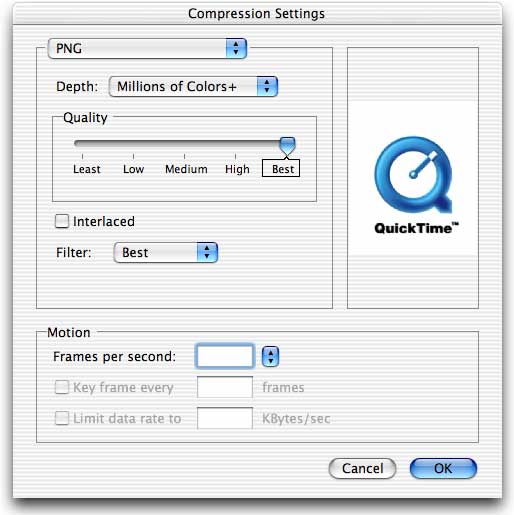 Compression Settings
PNG
Depth: Millions of Colors+
Quality
Least Low Medium High Best
Interlaced
Filter: Best
QuickTime™
Motion
Frames per second:
Key frame every frames
Limit data rate to KBytes/sec
Cancel OK